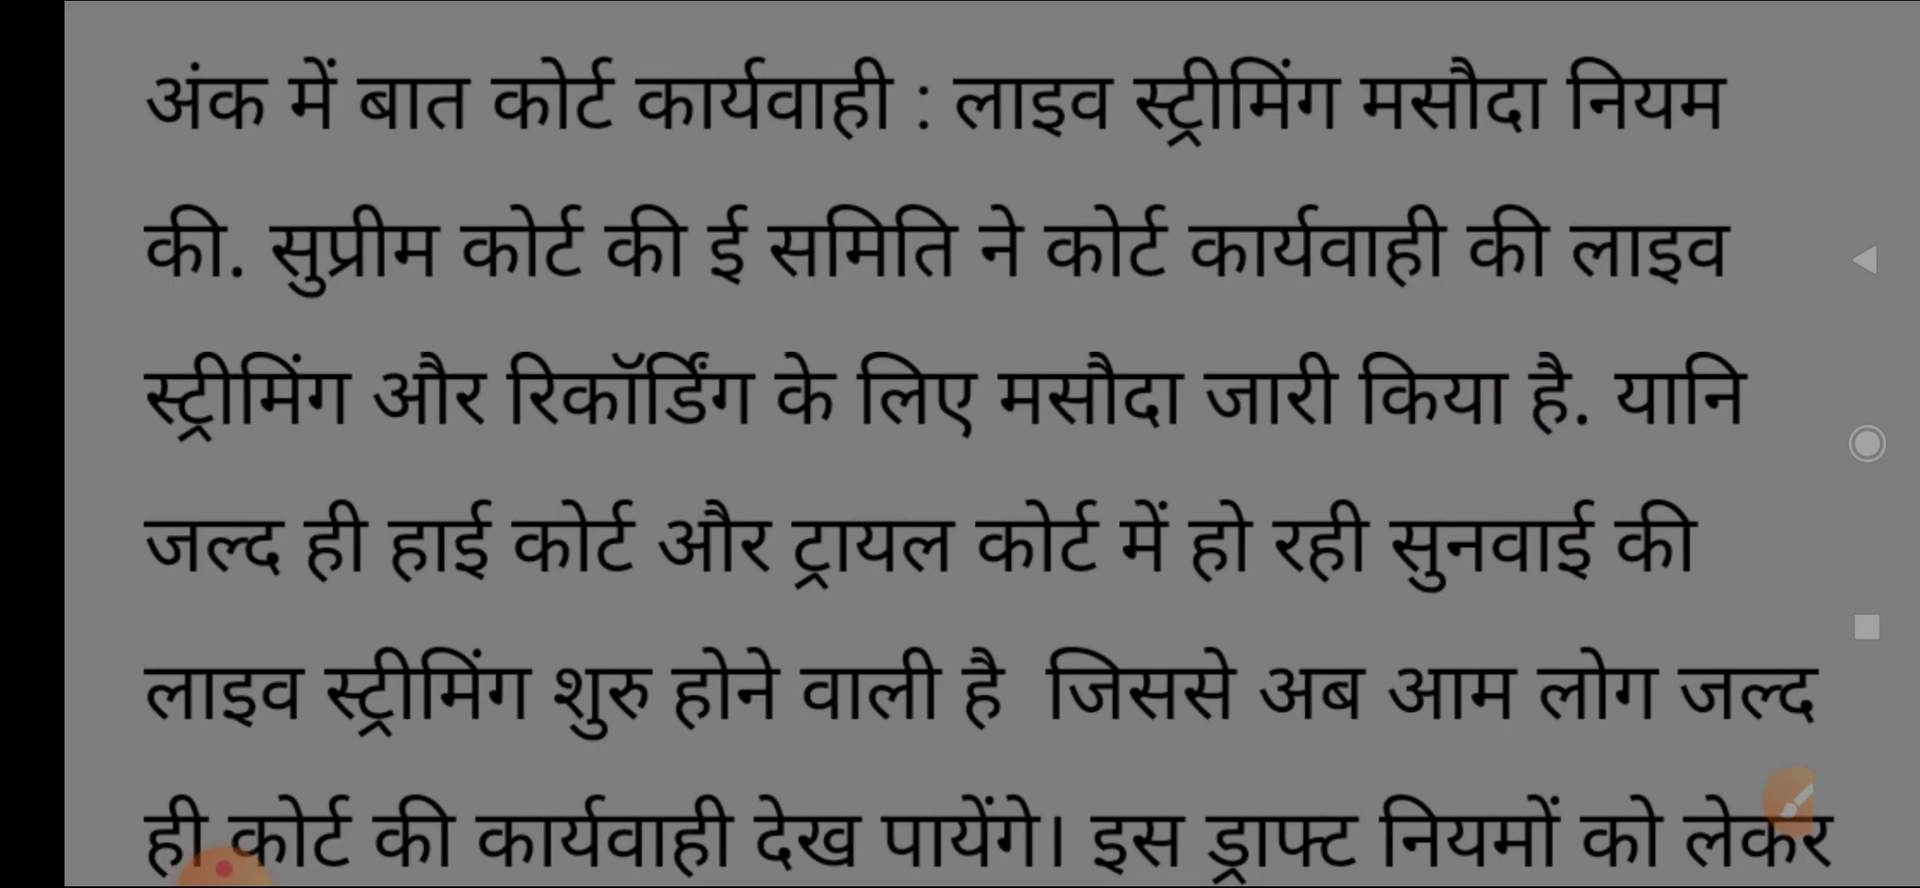 अंक में बात कोर्ट कार्यवाही : लाइव स्ट्रीमिंग मसौदा नियम
की. सुप्रीम कोर्ट की ई समिति ने कोर्ट कार्यवाही की लाइव
स्ट्रीमिंग और रिकॉर्डिंग के लिए मसौदा जारी किया है. यानि
जल्द ही हाई कोर्ट और ट्रायल कोर्ट में हो रही सुनवाई की
लाइव स्ट्रीमिंग शुरु होने वाली है जिससे अब आम लोग जल्द
ही कोर्ट की कार्यवाही देख पायेंगे। इस ड्राफ्ट नियमों को लेकर